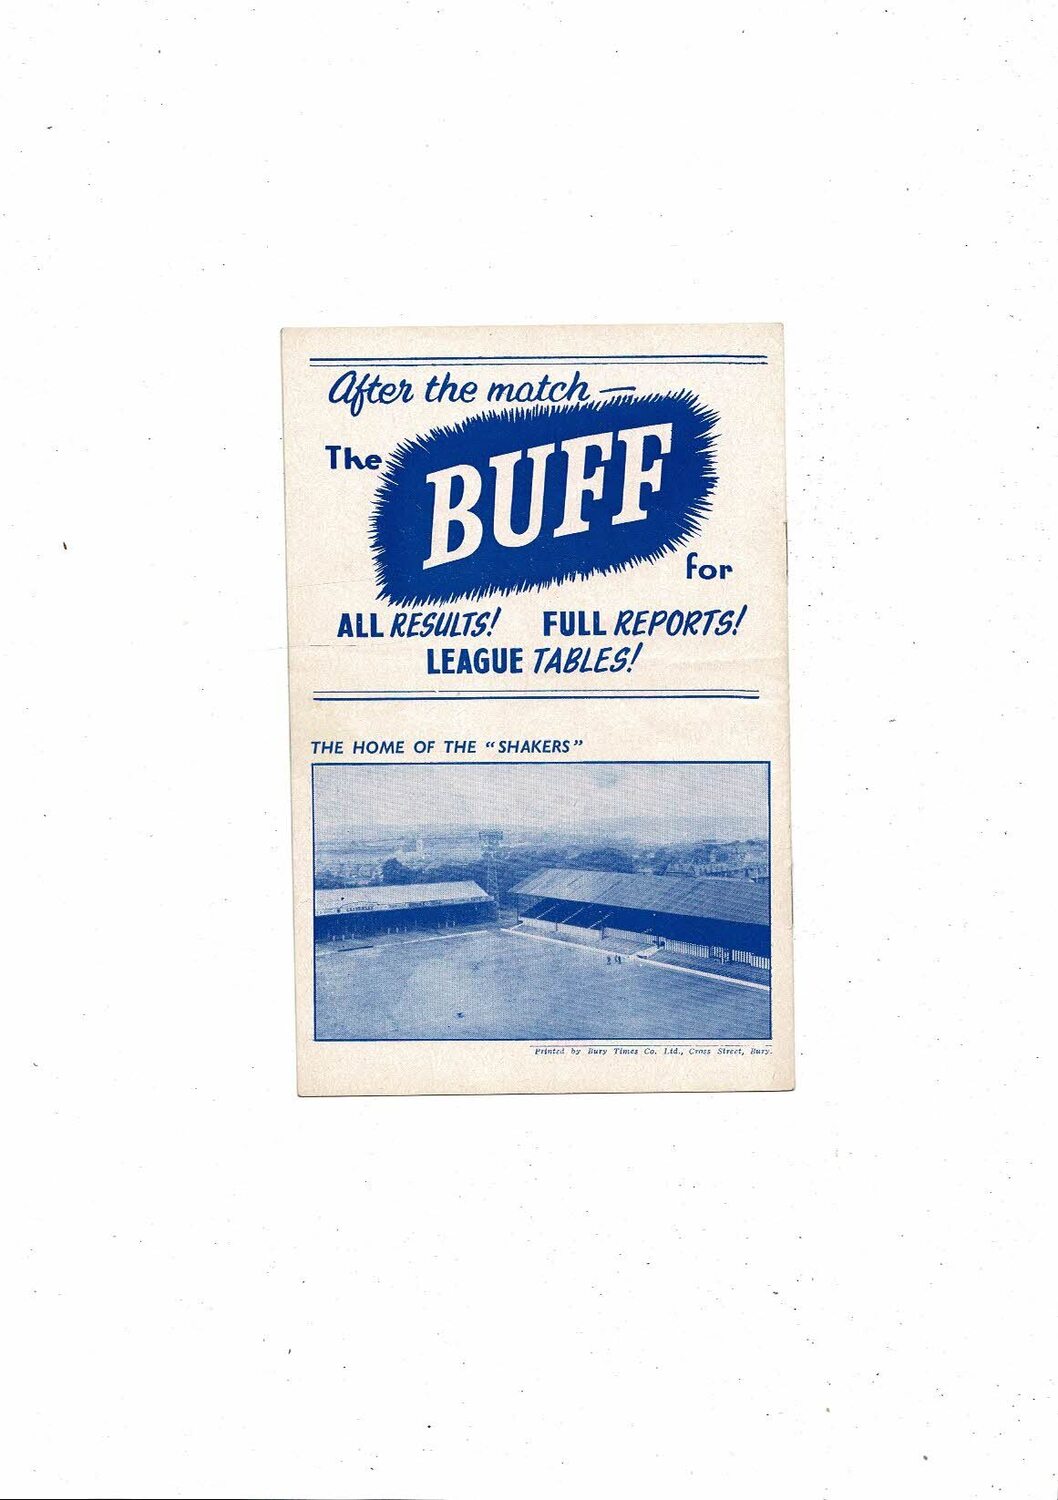 After the match —
The BUFF
for
ALL RESULTS! FULL REPORTS!
LEAGUE TABLES!
THE HOME OF THE "SHAKERS"
Printed by Bury Times Co. Ltd., Cross Street, Bury.